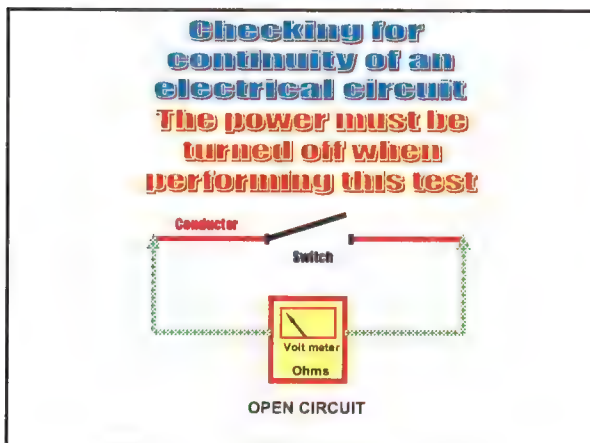 Checking for
continuity of an
electrical circuit
The power must be
turned off when
performing this test
Conductor
Switch
Volt meter
Ohms
OPEN CIRCUIT